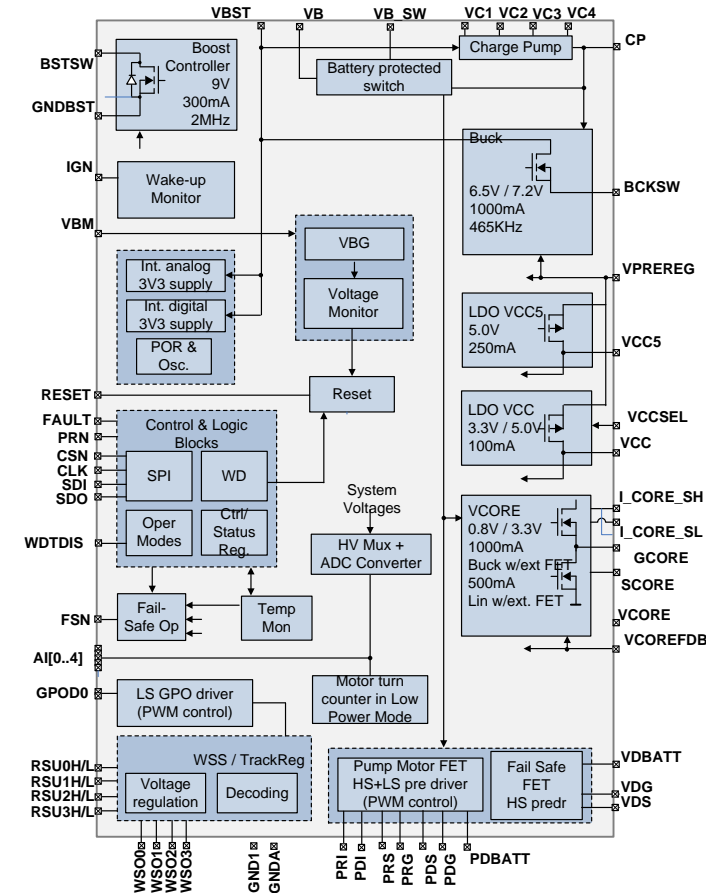 VBST
VB
VB_SW
VC1
VC2
VC3
VC4
CP
BSTSW
GNDBST
Boost
Controller
9V
300mA
2MHz
Charge Pump
Battery protected
switch
Buck
6.5V / 7.2V
1000mA
465KHz
BCKSW
IGN
Wake-up
Monitor
VBM
VBG
Voltage
Monitor
VPREREG
Int. analog
3V3 supply
Int. digital
3V3 supply
POR &
Osc.
LDO VCC5
5.0V
250mA
VCC5
RESET
Reset
LDO VCC
3.3V / 5.0V
100mA
VCCSEL
VCC
FAULT
PRN
CSN
CLK
SDI
SDO
WDTDIS
Control & Logic
Blocks
SPI
WD
Oper
Modes
Ctrl/
Status
Reg.
System
Voltages
HV Mux +
ADC Converter
VCORE
0.8V / 3.3V
1000mA
Buck w/ext FET
500mA
Lin w/ext. FET
I_CORE_SH
I_CORE_SL
GCORE
SCORE
VCORE
VCOREFDB
FSN
Fail-
Safe Op
Temp
Mon
AI[0..4]
GPOD0
LS GPO driver
(PWM control)
Motor turn
counter in Low
Power Mode
RSU0H/L
RSU1H/L
RSU2H/L
RSU3H/L
WSS / TrackReg
Voltage
regulation
Decoding
Pump Motor FET
HS+LS pre driver
(PWM control)
Fail Safe
FET
HS predr
VDBATT
VDG
VDS
WSO0
WSO1
WSO2
WSO3
GND1
GNDA
PRI
PDI
PRS
PRG
PDS
PDG
PDBATT